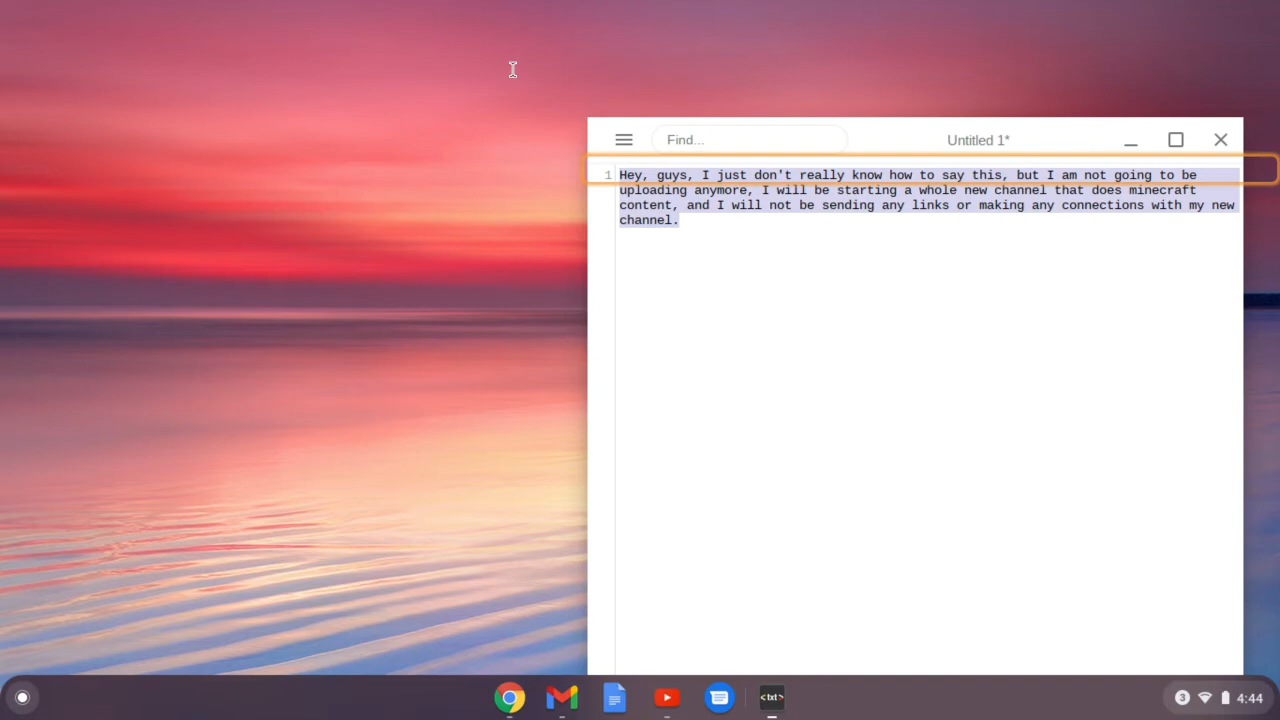 Find...
Untitled 1*
1
Hey, guys, I just don't really know how to say this, but I am not going to be
uploading anymore, I will be starting a whole new channel that does minecraft
content, and I will not be sending any links or making any connections with my new
channel.
<txt>
3
4:44